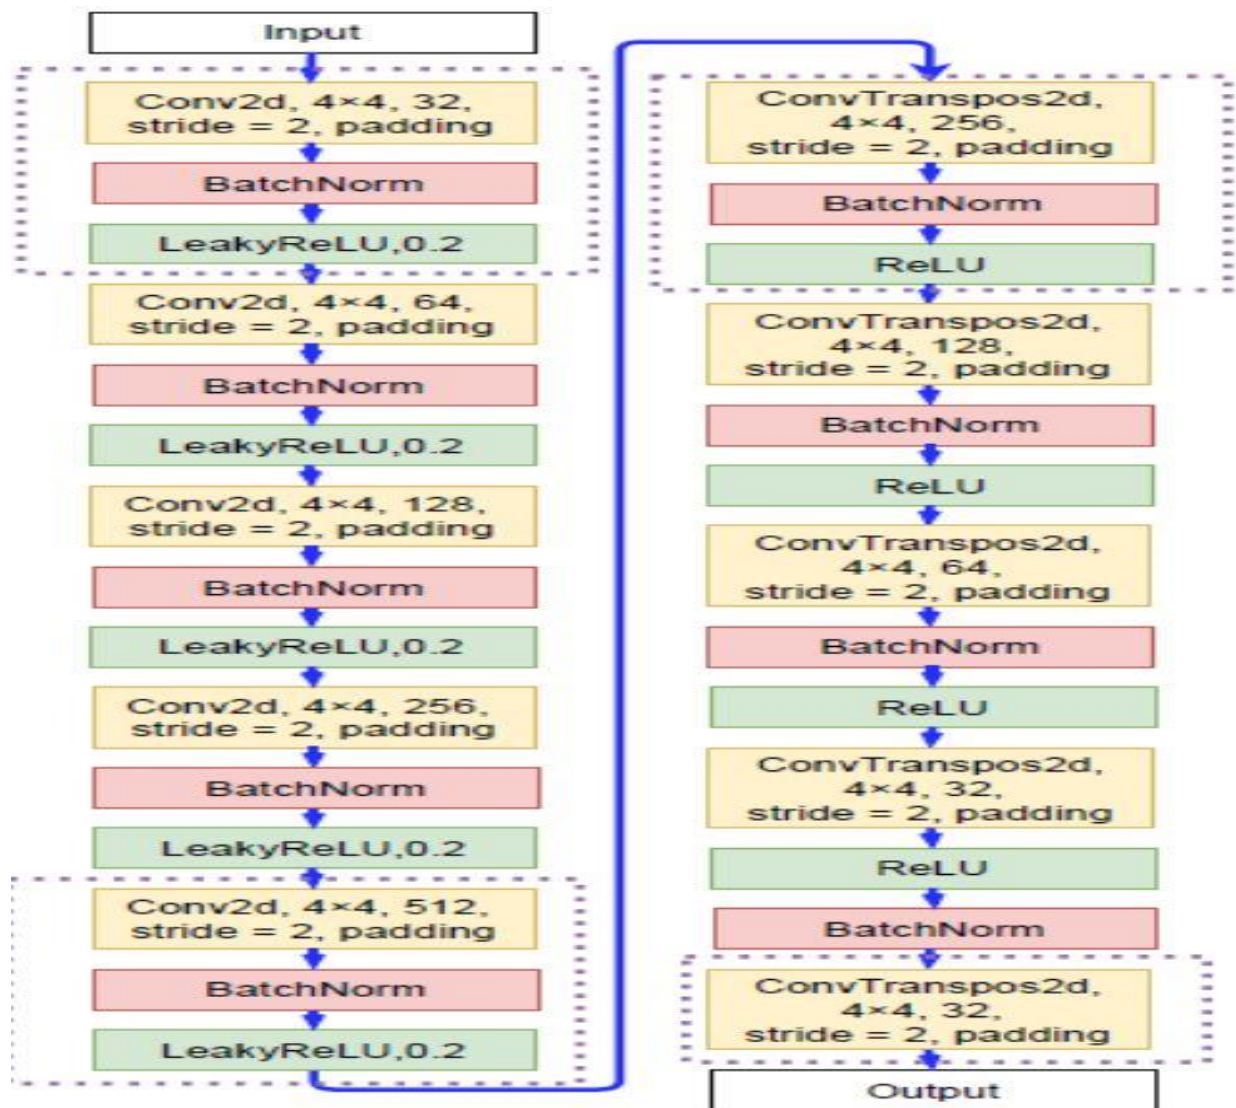 Input
Conv2d, 4×4, 32,
stride = 2, padding
BatchNorm
LeakyReLU,0.2
Conv2d, 4×4, 64,
stride = 2, padding
BatchNorm
LeakyReLU,0.2
Conv2d, 4×4, 128,
stride = 2, padding
BatchNorm
LeakyReLU,0.2
Conv2d, 4×4, 256,
stride = 2, padding
BatchNorm
LeakyReLU,0.2
Conv2d, 4×4, 512,
stride = 2, padding
BatchNorm
LeakyReLU,0.2
ConvTranspos2d,
4×4, 256,
stride = 2, padding
BatchNorm
ReLU
ConvTranspos2d,
4×4, 128,
stride = 2, padding
BatchNorm
ReLU
ConvTranspos2d,
4×4, 64,
stride = 2, padding
BatchNorm
ReLU
ConvTranspos2d,
4×4, 32,
stride = 2, padding
ReLU
BatchNorm
ConvTranspos2d,
4×4, 32,
stride = 2, padding
Output